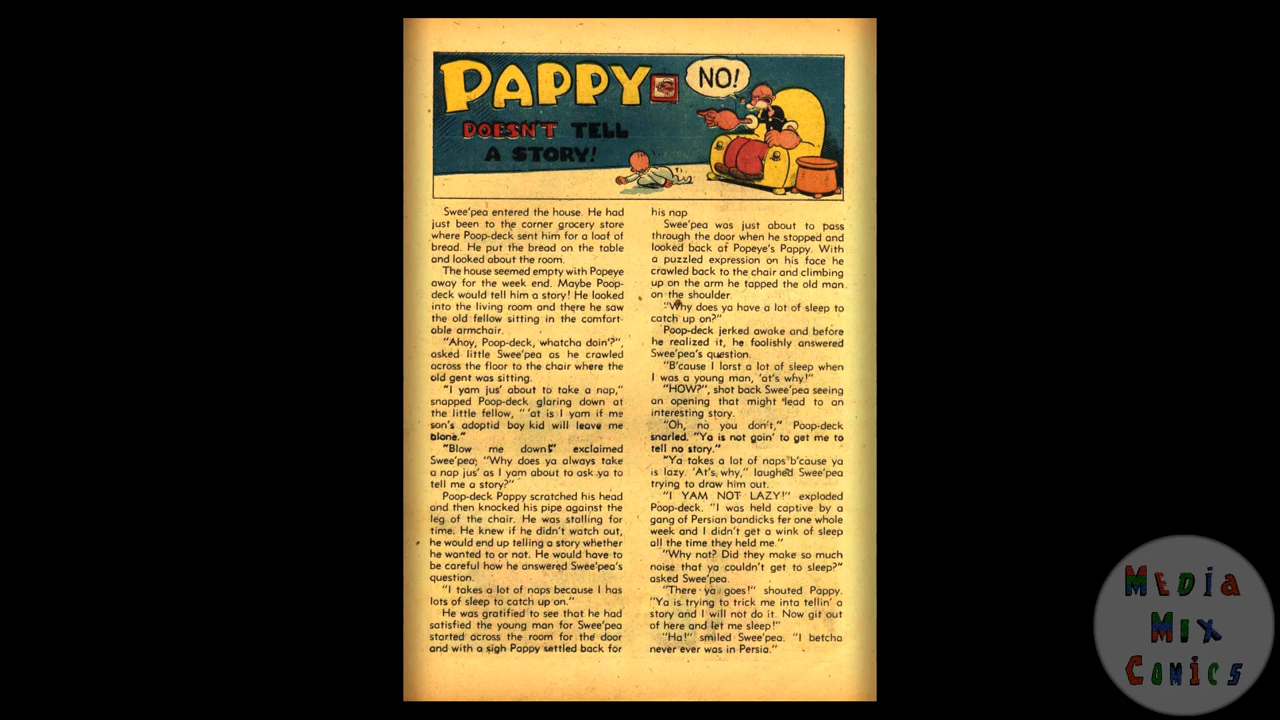 PAPPY
NO!
DOESN'T TELL
A STORY!
Swee'pea entered the house. He had
just been to the corner grocery store
where Poop-deck sent him for a loaf of
bread. He put the bread on the table
and looked about the room.
The house seemed empty with Popeye
away for the week end. Maybe Poop-
deck would tell him a story! He looked
into the living room and there he saw
the old fellow sitting in the comfort-
able armchair.
"Ahoy, Poop-deck, whatcha doin'?",
asked little Swee'pea as he crawled
across the floor to the chair where the
old gent was sitting.
"I yam jus' about to take a nap,"
snapped Poop-deck glaring down at
the little fellow, " 'at is I yam if me
son's adoptid boy kid will leave me
alone."
"Blow me down!" exclaimed
Swee'pea; "Why does ya always take
a nap jus' as I yam about to ask ya to
tell me a story?"
Poop-deck Pappy scratched his head
and then knocked his pipe against the
leg of the chair. He was stalling for
time. He knew if he didn't watch out,
he would end up telling a story whether
he wanted to or not. He would have to
be careful how he answered Swee'pea's
question.
"I takes a lot of naps because I has
lots of sleep to catch up on."
He was gratified to see that he had
satisfied the young man for Swee'pea
started across the room for the door
and with a sigh Pappy settled back for
his nap
Swee'pea was just about to pass
through the door when he stopped and
looked back at Popeye's Pappy. With
a puzzled expression on his face he
crawled back to the chair and climbing
up on the arm he tapped the old man
on the shoulder.
"Why does ya have a lot of sleep to
catch up on?"
Poop-deck jerked awake and before
he realized it, he foolishly answered
Swee'pea's question.
"B'cause I lorst a lot of sleep when
I was a young man, 'at's why!"
"HOW?", shot back Swee'pea seeing
an opening that might lead to an
interesting story.
"Oh, no you don't," Poop-deck
snarled. "Ya is not goin' to get me to
tell no story."
"Ya takes a lot of naps b'cause ya
is lazy. 'At's why," laughed Swee'pea
trying to draw him out.
"I YAM NOT LAZY!" exploded
Poop-deck. "I was held captive by a
gang of Persian bandicks fer one whole
week and I didn't get a wink of sleep
all the time they held me."
"Why not? Did they make so much
noise that ya couldn't get to sleep?"
asked Swee'pea.
"There ya goes!" shouted Pappy.
"Ya is trying to trick me inta tellin' a
story and I will not do it. Now git out
of here and let me sleep!"
"Ha!" smiled Swee'pea. "I betcha
never ever was in Persia."
MEDIA
MIX
COMICS